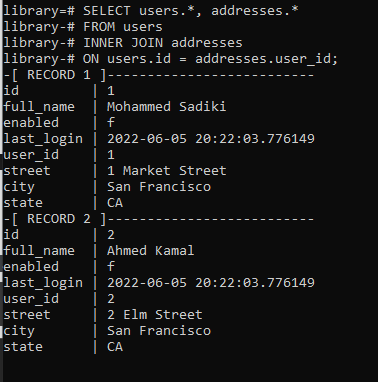 library=# SELECT users.*, addresses.*
library-# FROM users
library-# INNER JOIN addresses
library-# ON users.id = addresses.user_id;
-[ RECORD 1 ]--------------------------
id         | 1
full_name  | Mohammed Sadiki
enabled    | f
last_login | 2022-06-05 20:22:03.776149
user_id    | 1
street     | 1 Market Street
city       | San Francisco
state      | CA
-[ RECORD 2 ]--------------------------
id         | 2
full_name  | Ahmed Kamal
enabled    | f
last_login | 2022-06-05 20:22:03.776149
user_id    | 2
street     | 2 Elm Street
city       | San Francisco
state      | CA